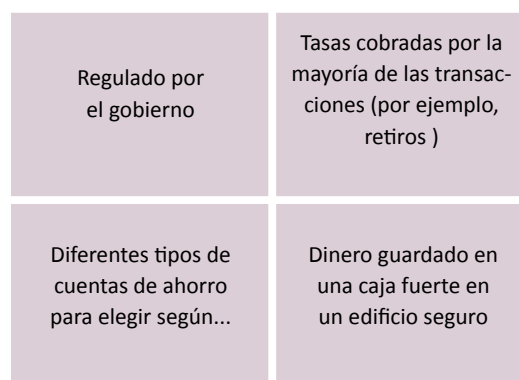 Regulado por
el gobierno
Tasas cobradas por la
mayoría de las transac-
ciones (por ejemplo,
retiros )
Diferentes tipos de
cuentas de ahorro
para elegir según...
Dinero guardado en
una caja fuerte en
un edificio seguro